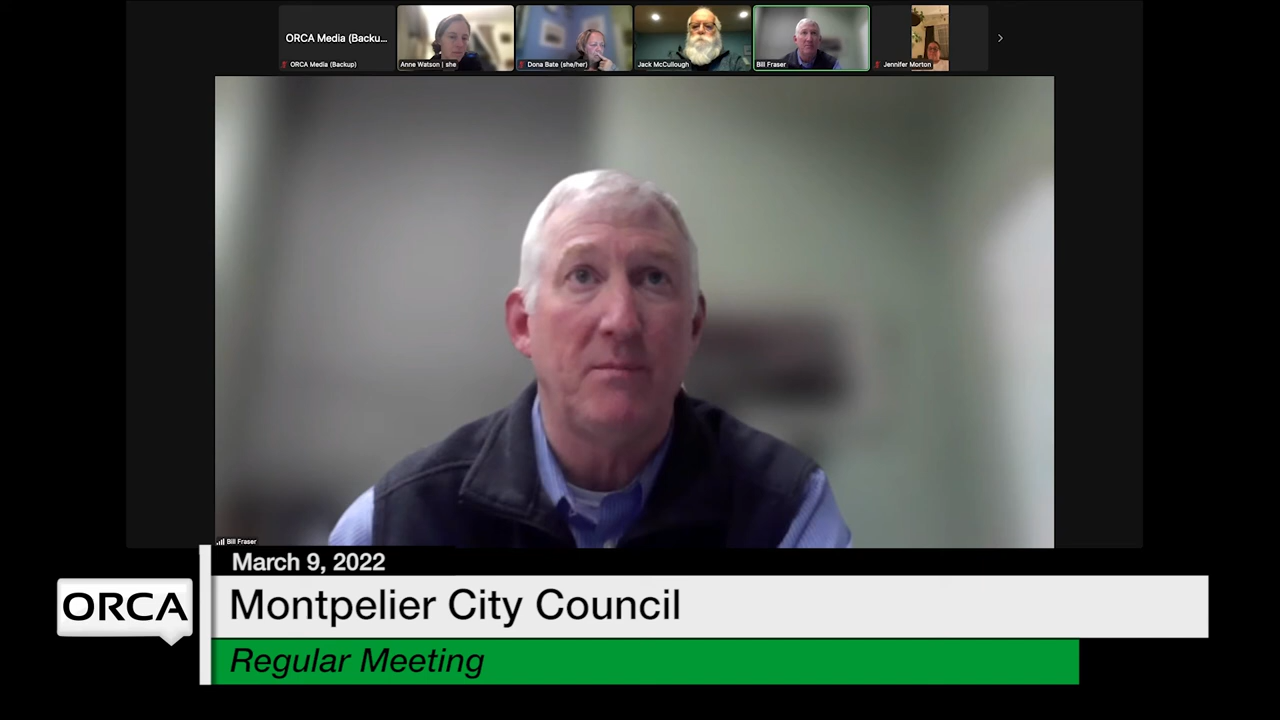 ORCA Media (Backu...
ORCA Media (Backup)
Anne Watson | she
Dona Bate (she/her)
Jack McCullough
Bill Fraser
Jennifer Morton
Bill Fraser
March 9, 2022
ORCA
Montpelier City Council
Regular Meeting